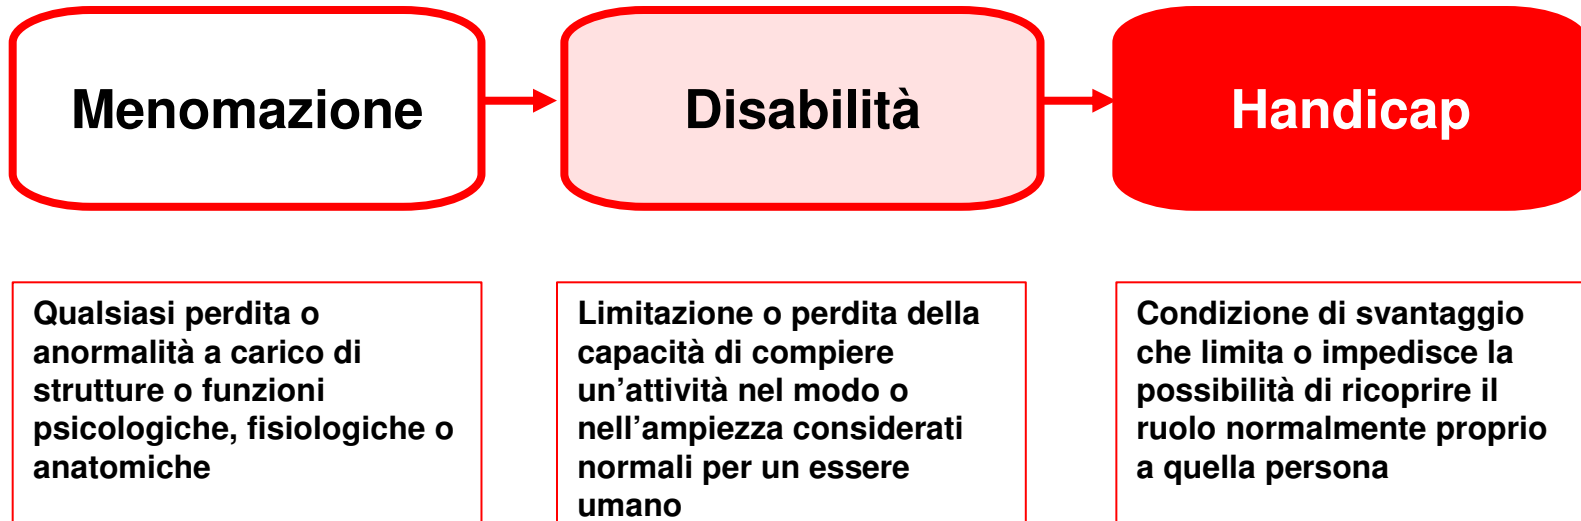 Menomazione
Disabilità
Handicap
Qualsiasi perdita o
anormalità a carico di
strutture o funzioni
psicologiche, fisiologiche o
anatomiche
Limitazione o perdita della
capacità di compiere
un’attività nel modo o
nell’ampiezza considerati
normali per un essere
umano
Condizione di svantaggio
che limita o impedisce la
possibilità di ricoprire il
ruolo normalmente proprio
a quella persona